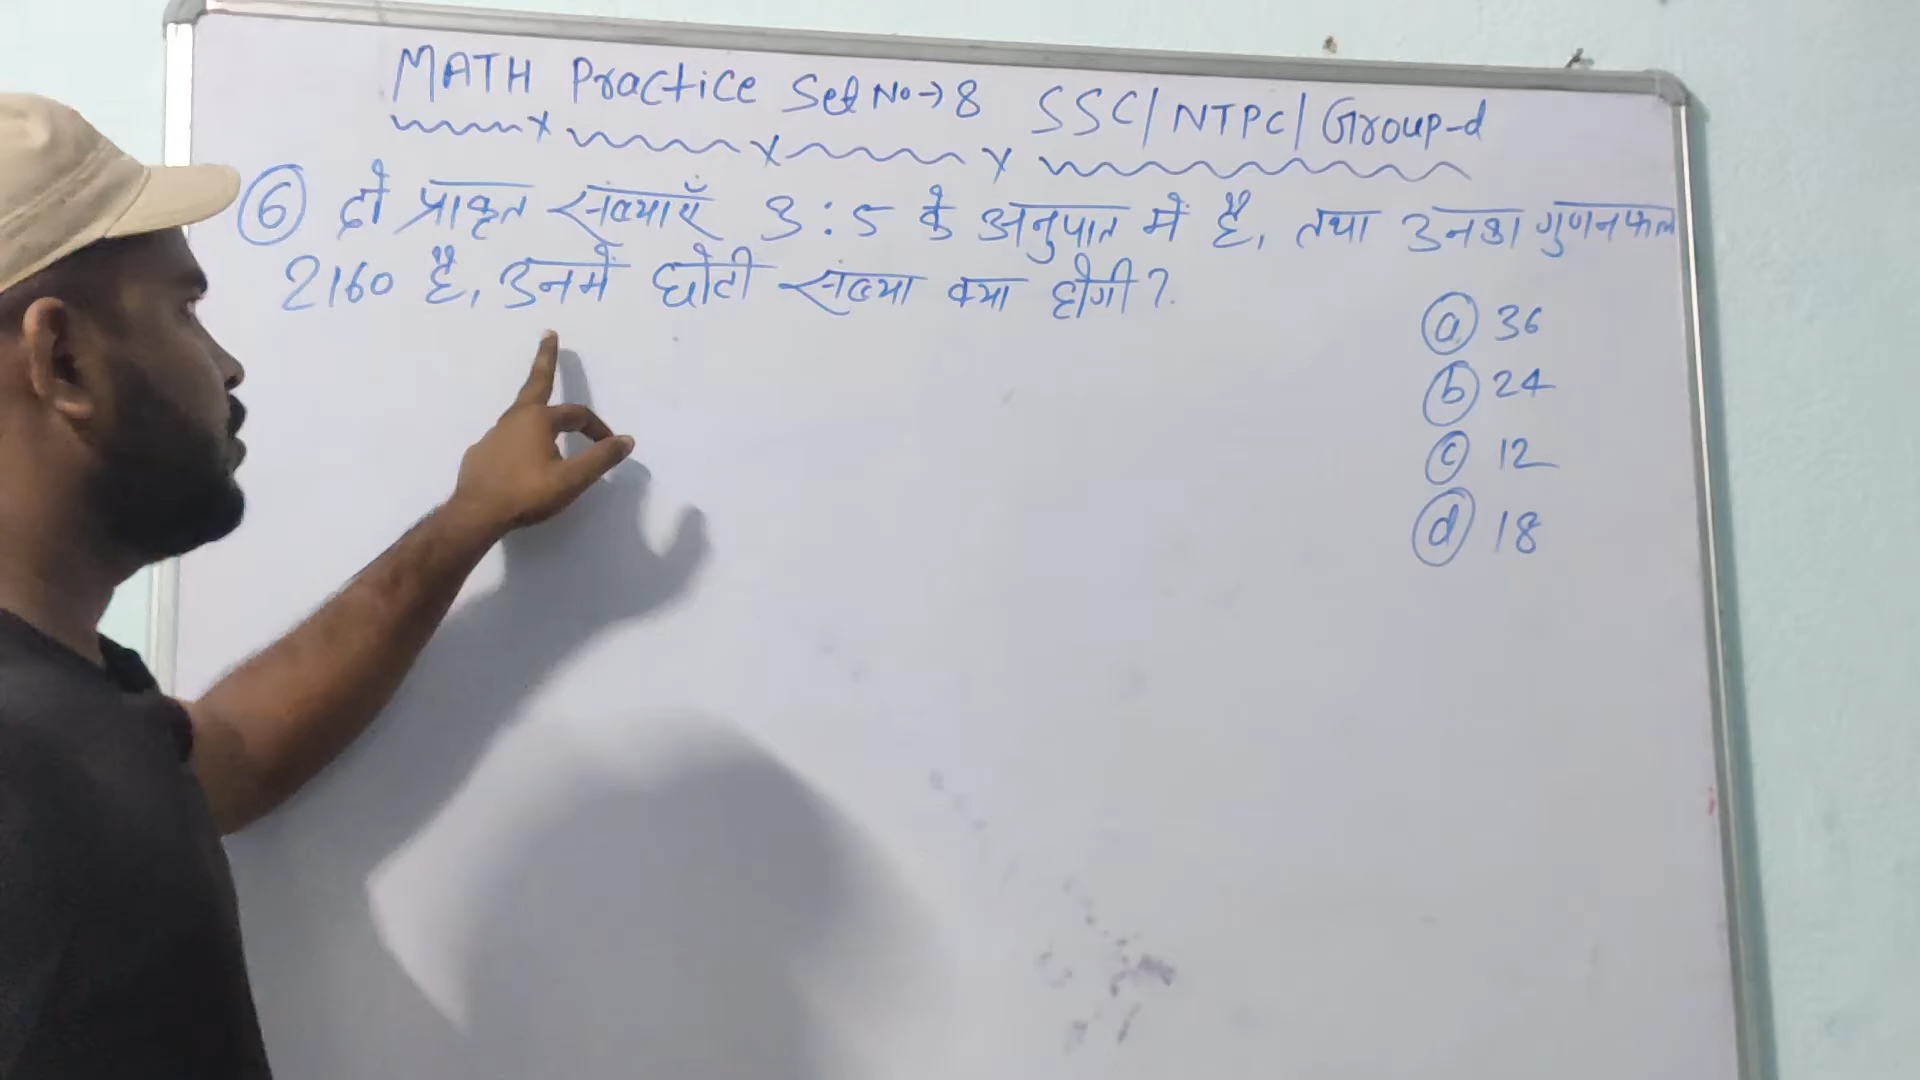 MATH Practice Set No→8 SSC/NTPC/Group-d
6 दो प्राकृत संख्याएँ 3:5 के अनुपात में है, तथा उनका गुणनफल
2160 है, उनमें छोटी संख्या क्या होगी?
a 36
b 24
c 12
d 18